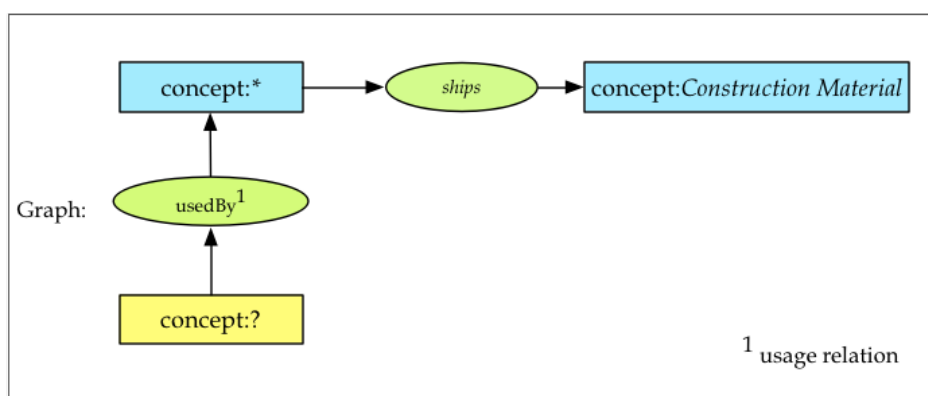 concept:*
ships
concept:Construction Material
usedBy1
Graph:
concept:?
1 usage relation